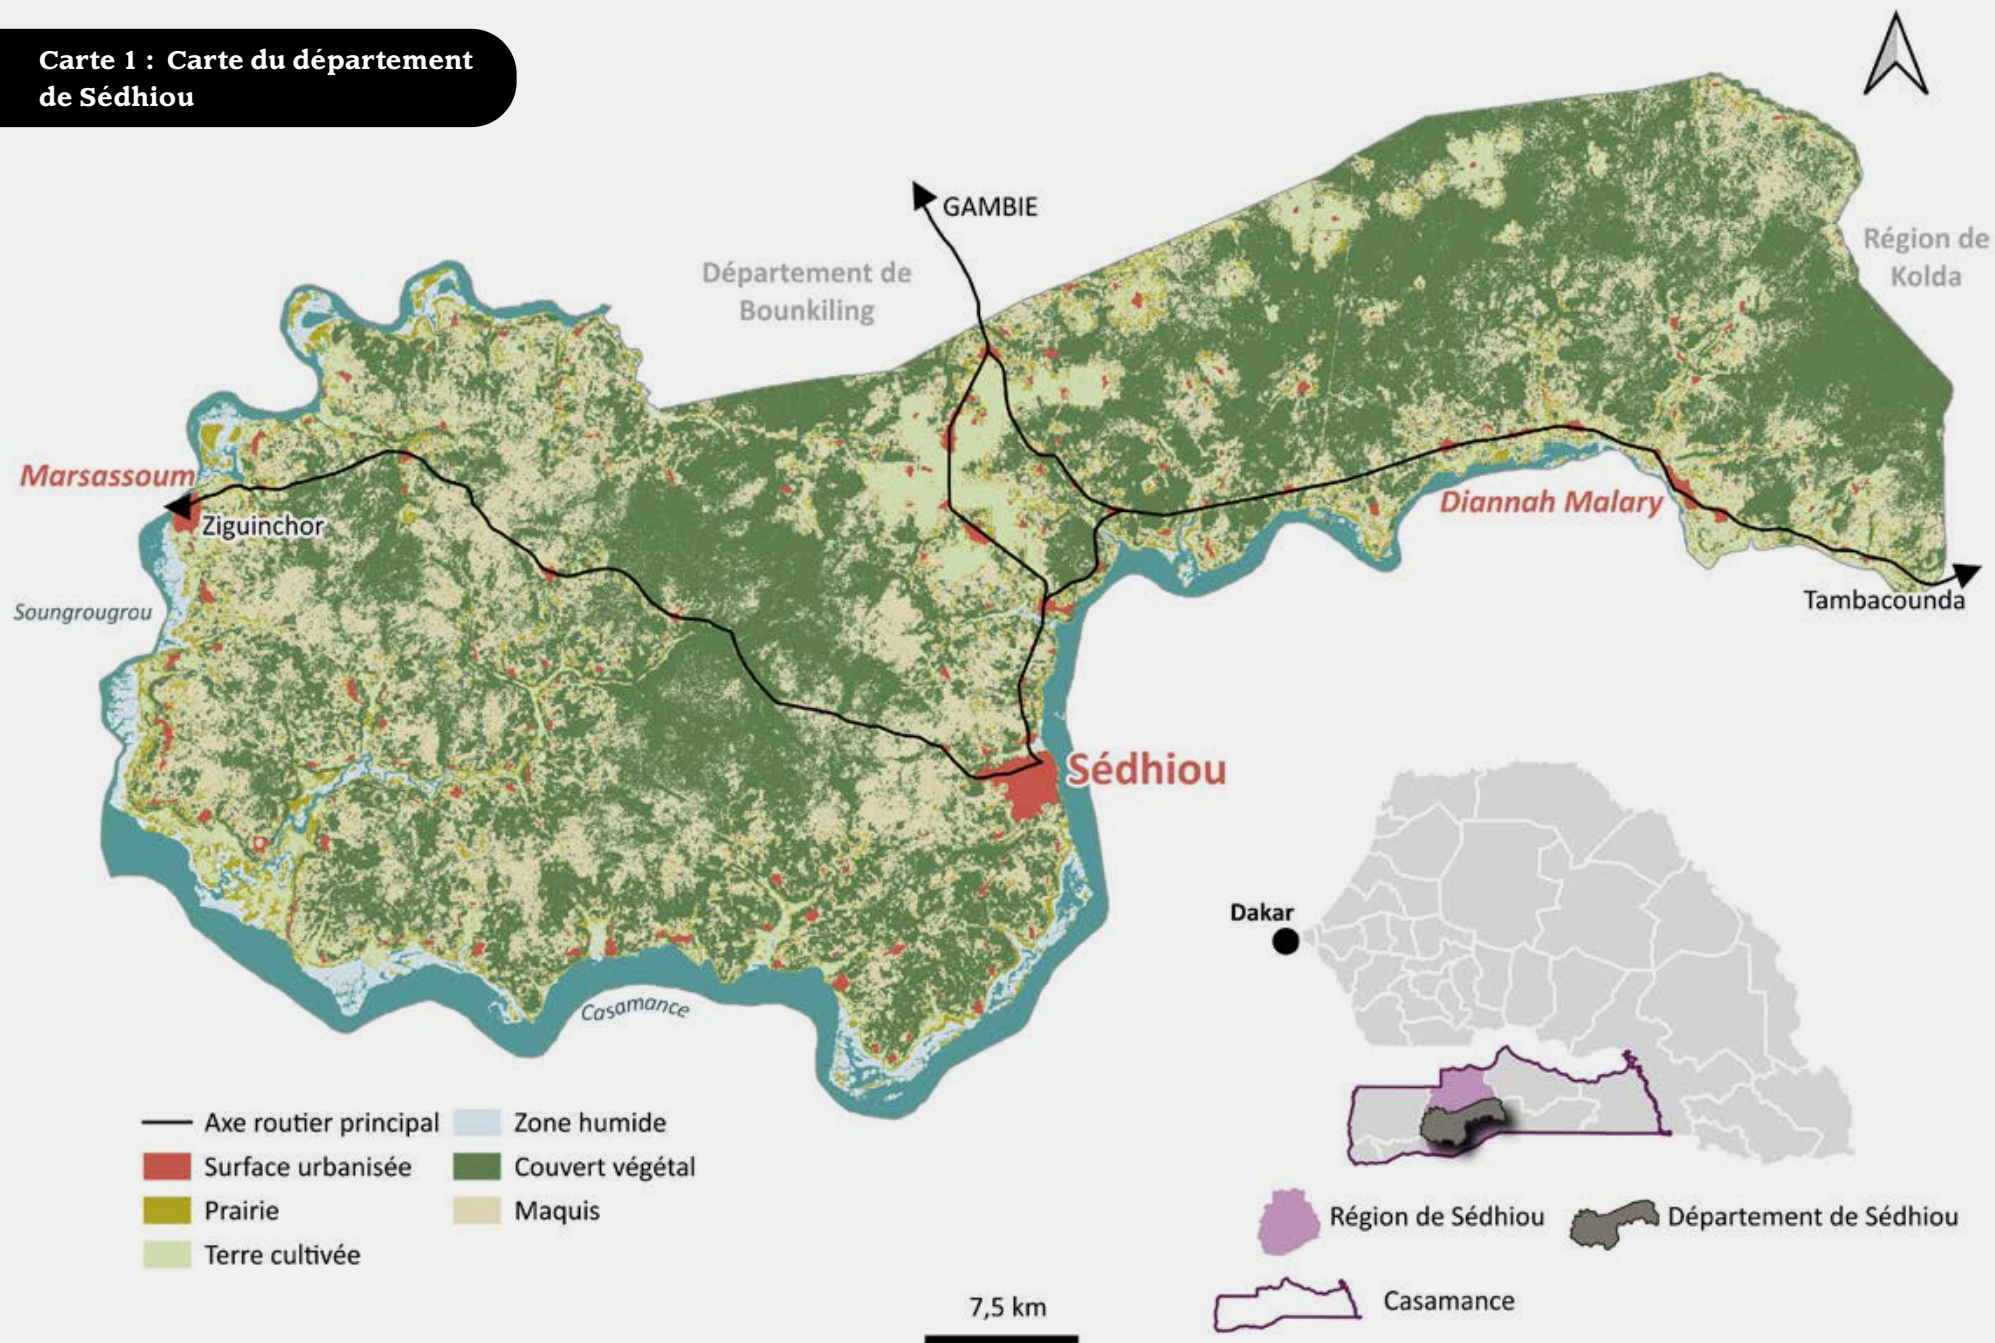 Carte 1 : Carte du département
de Sédhiou
GAMBIE
Département de
Bounkiling
Région de
Kolda
Marsassoum
Ziguinchor
Diannah Malary
Soungrougrou
Tambacounda
Sédhiou
Casamance
Dakar
Axe routier principal
Surface urbanisée
Prairie
Terre cultivée
Zone humide
Couvert végétal
Maquis
Région de Sédhiou
Département de Sédhiou
Casamance
7,5 km